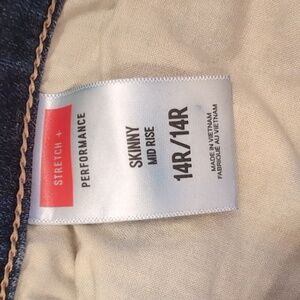 STRETCH +
PERFORMANCE
SKINNY
MID RISE
14R/14R
MADE IN VIETNAM
FABRIQUÉ AU VIETNAM